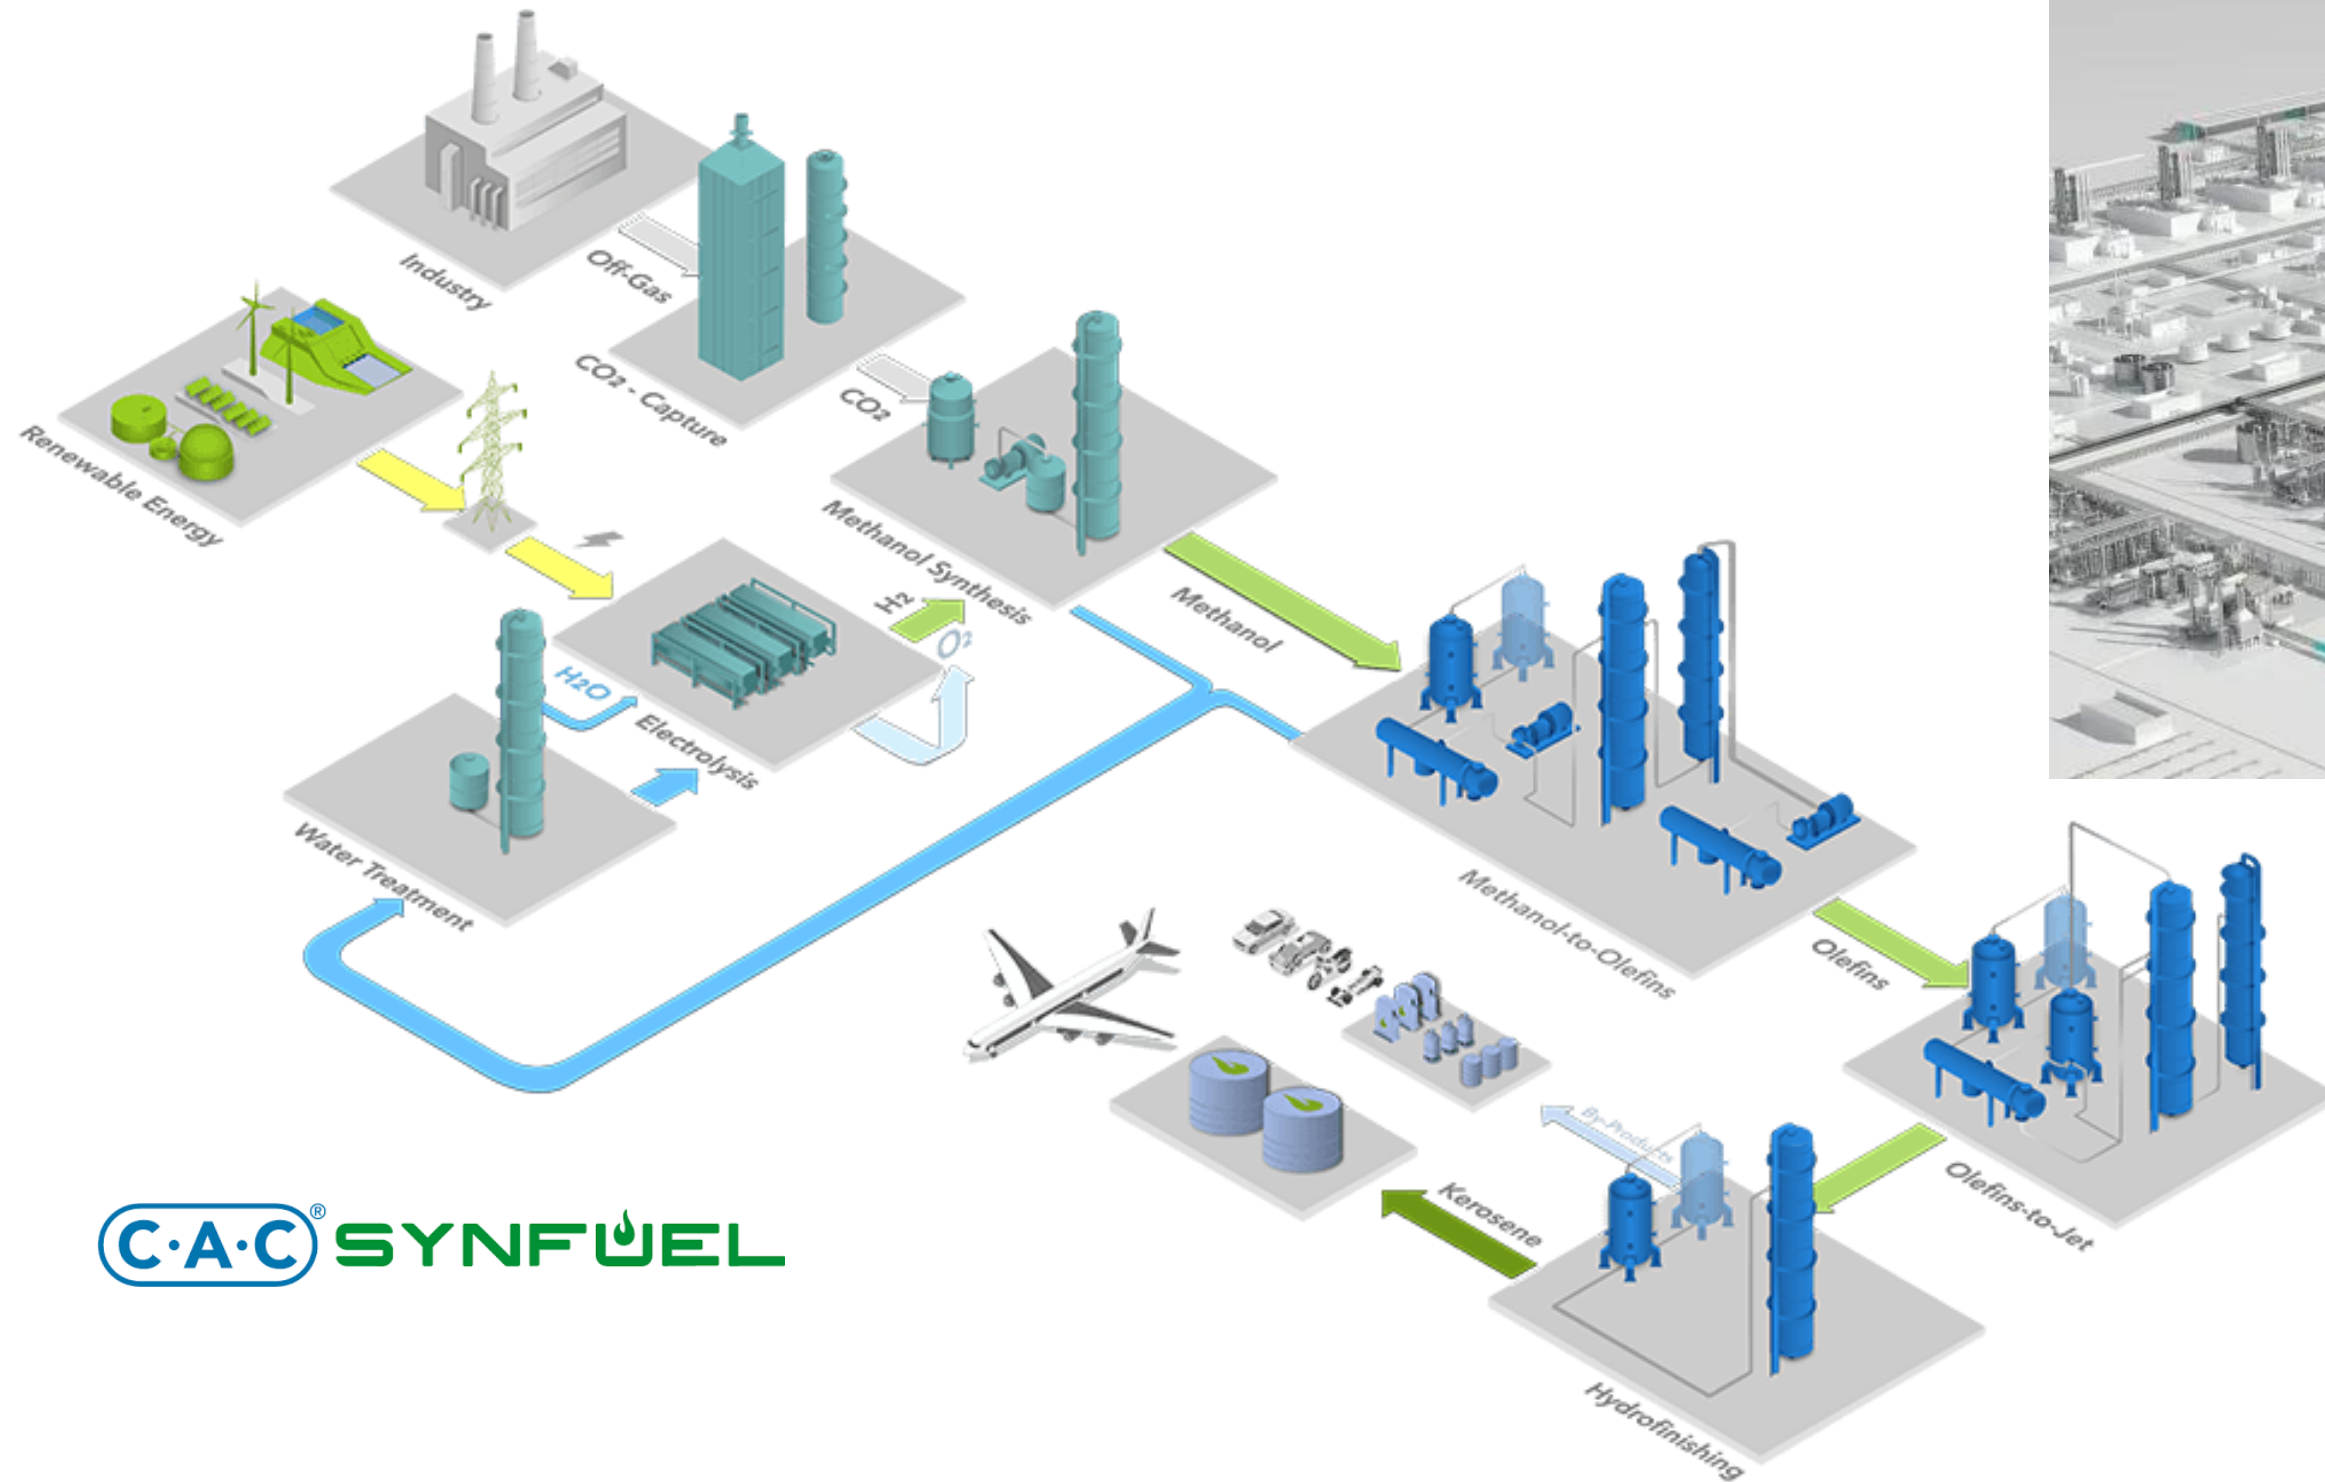 Industry
Off-Gas
CO₂ - Capture
CO₂
Renewable Energy
Methanol Synthesis
H₂
O₂
Methanol
H₂O
Electrolysis
Water Treatment
Methanol-to-Olefins
Olefins
By-Products
Olefins-to-Jet
Kerosene
Hydrofinishing
C·A·C® SYNFUEL